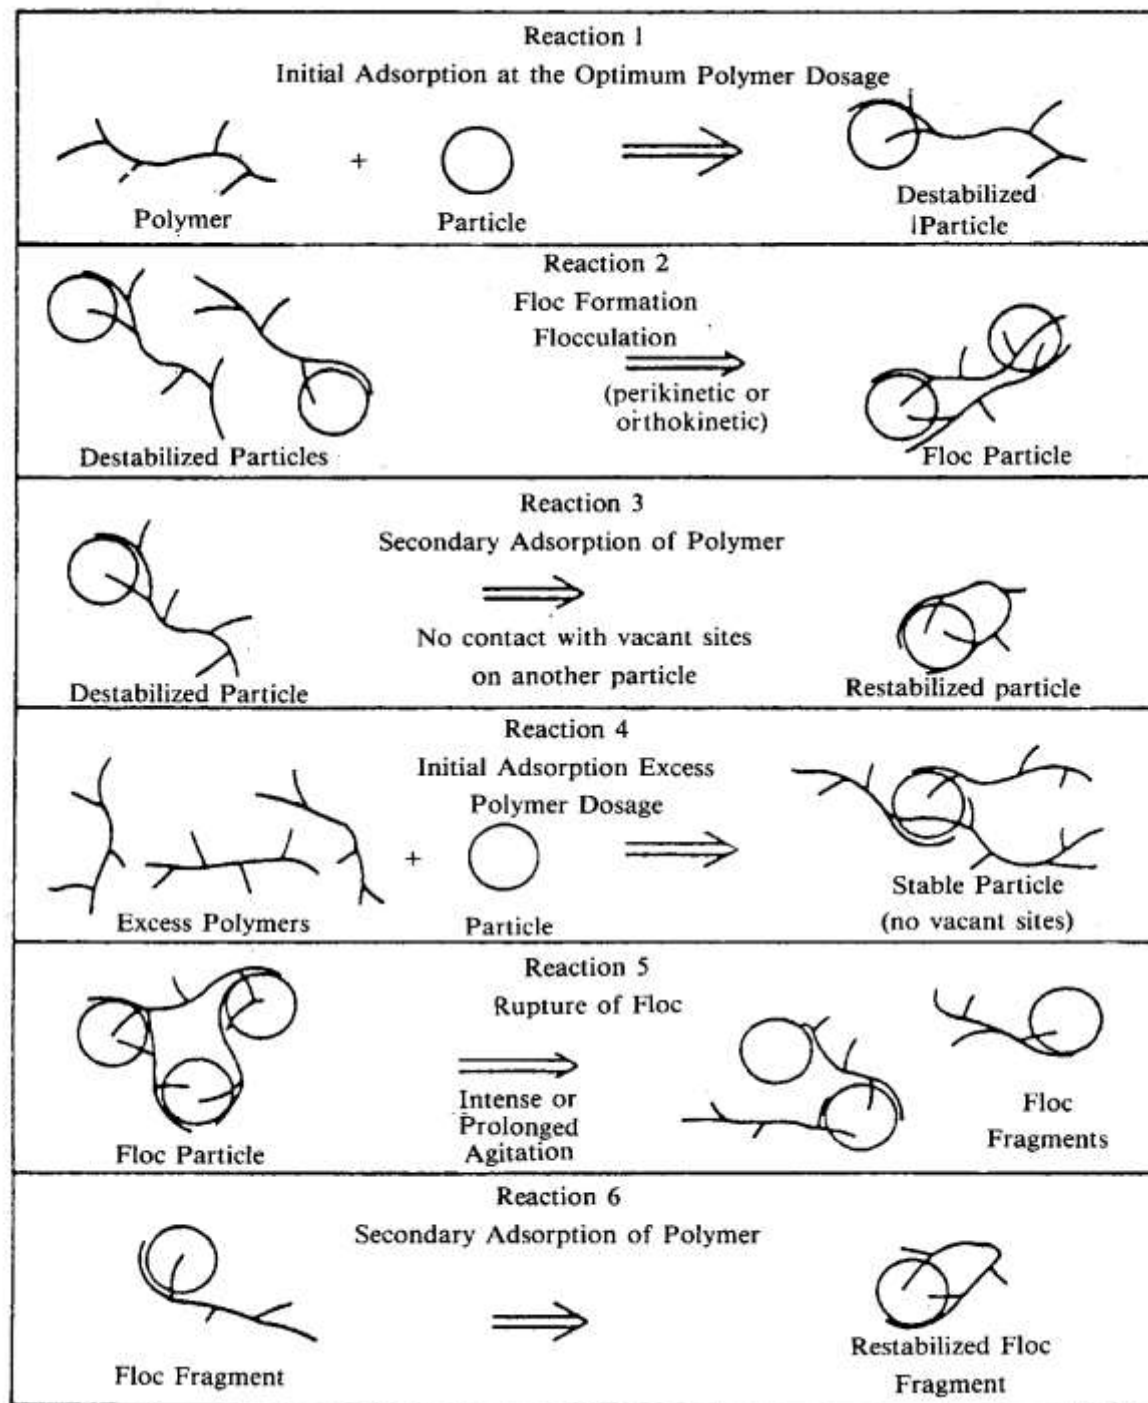 Reaction 1
Initial Adsorption at the Optimum Polymer Dosage
+
Polymer
Particle
Destabilized
Particle
Reaction 2
Floc Formation
Flocculation
(perikinetic or
orthokinetic)
Destabilized Particles
Floc Particle
Reaction 3
Secondary Adsorption of Polymer
No contact with vacant sites
on another particle
Destabilized Particle
Restabilized particle
Reaction 4
Initial Adsorption Excess
Polymer Dosage
+
Excess Polymers
Particle
Stable Particle
(no vacant sites)
Reaction 5
Rupture of Floc
Intense or
Prolonged
Agitation
Floc Particle
Floc
Fragments
Reaction 6
Secondary Adsorption of Polymer
Floc Fragment
Restabilized Floc
Fragment